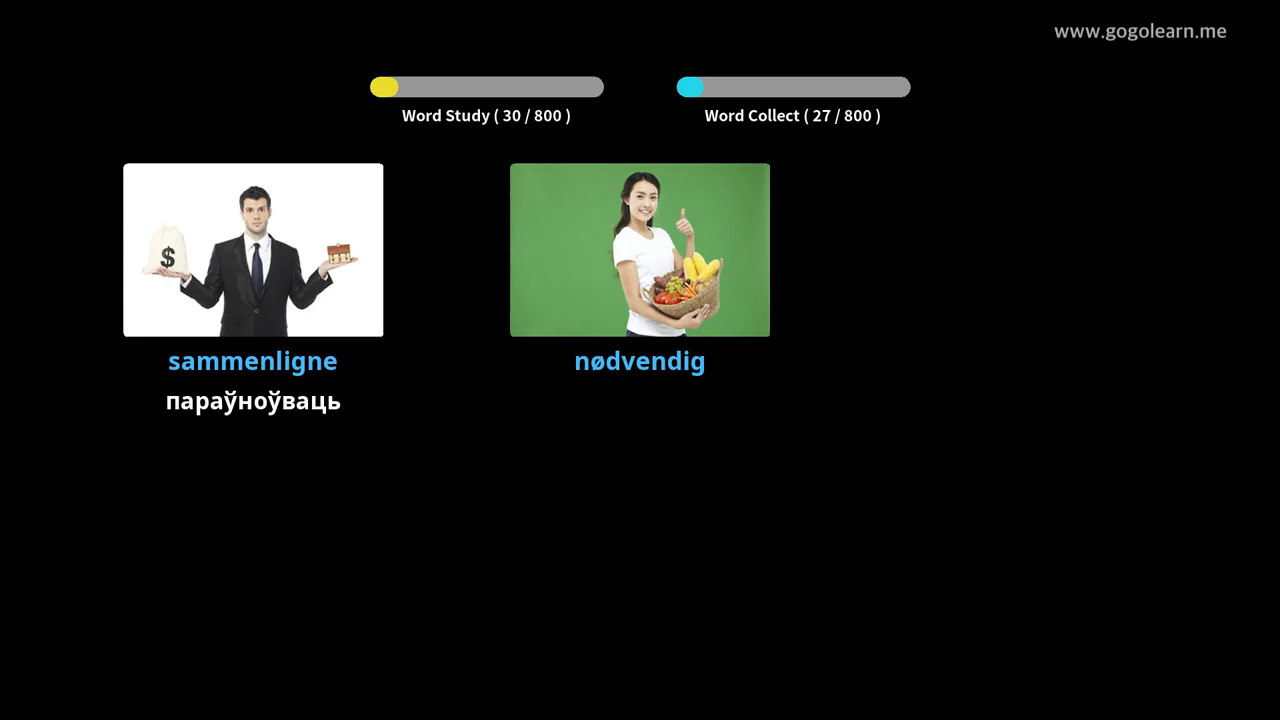 www.gogolearn.me
Word Study ( 30 / 800 )
Word Collect ( 27 / 800 )
$
sammenligne
nødvendig
параўноўваць